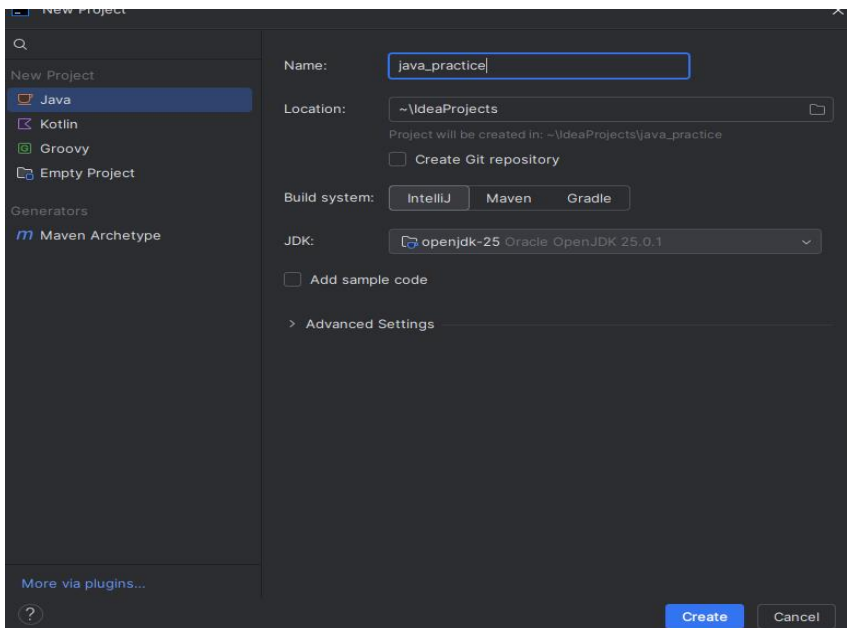 New Project
New Project
Java
Kotlin
Groovy
Empty Project
Generators
m Maven Archetype
More via plugins...
?
Name: java_practice
Location: ~\IdeaProjects
Project will be created in: ~\IdeaProjects\java_practice
Create Git repository
Build system: IntelliJ Maven Gradle
JDK: openjdk-25 Oracle OpenJDK 25.0.1
Add sample code
Advanced Settings
Create Cancel